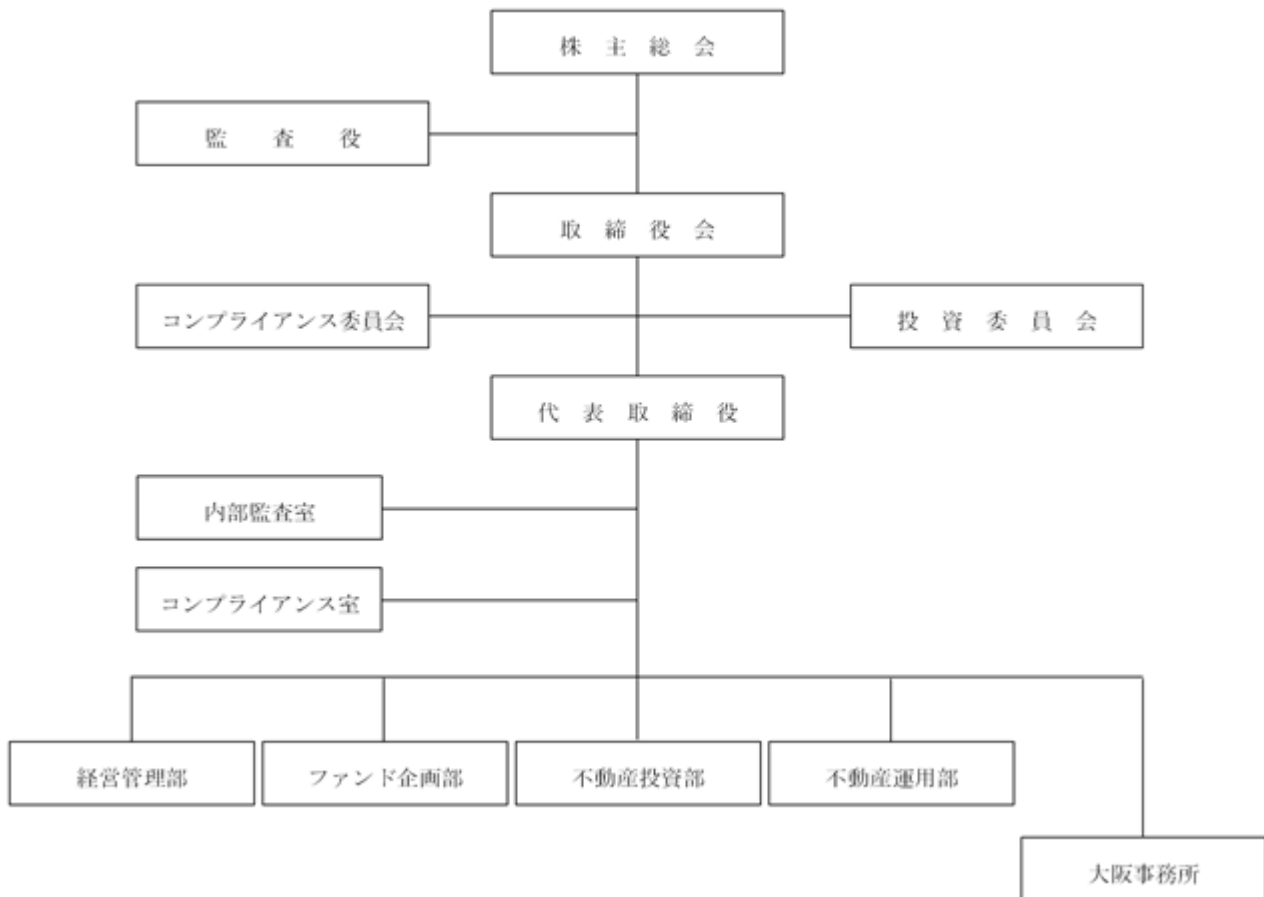 株主総会
監査役
取締役会
コンプライアンス委員会
投資委員会
代表取締役
内部監査室
コンプライアンス室
経営管理部
ファンド企画部
不動産投資部
不動産運用部
大阪事務所